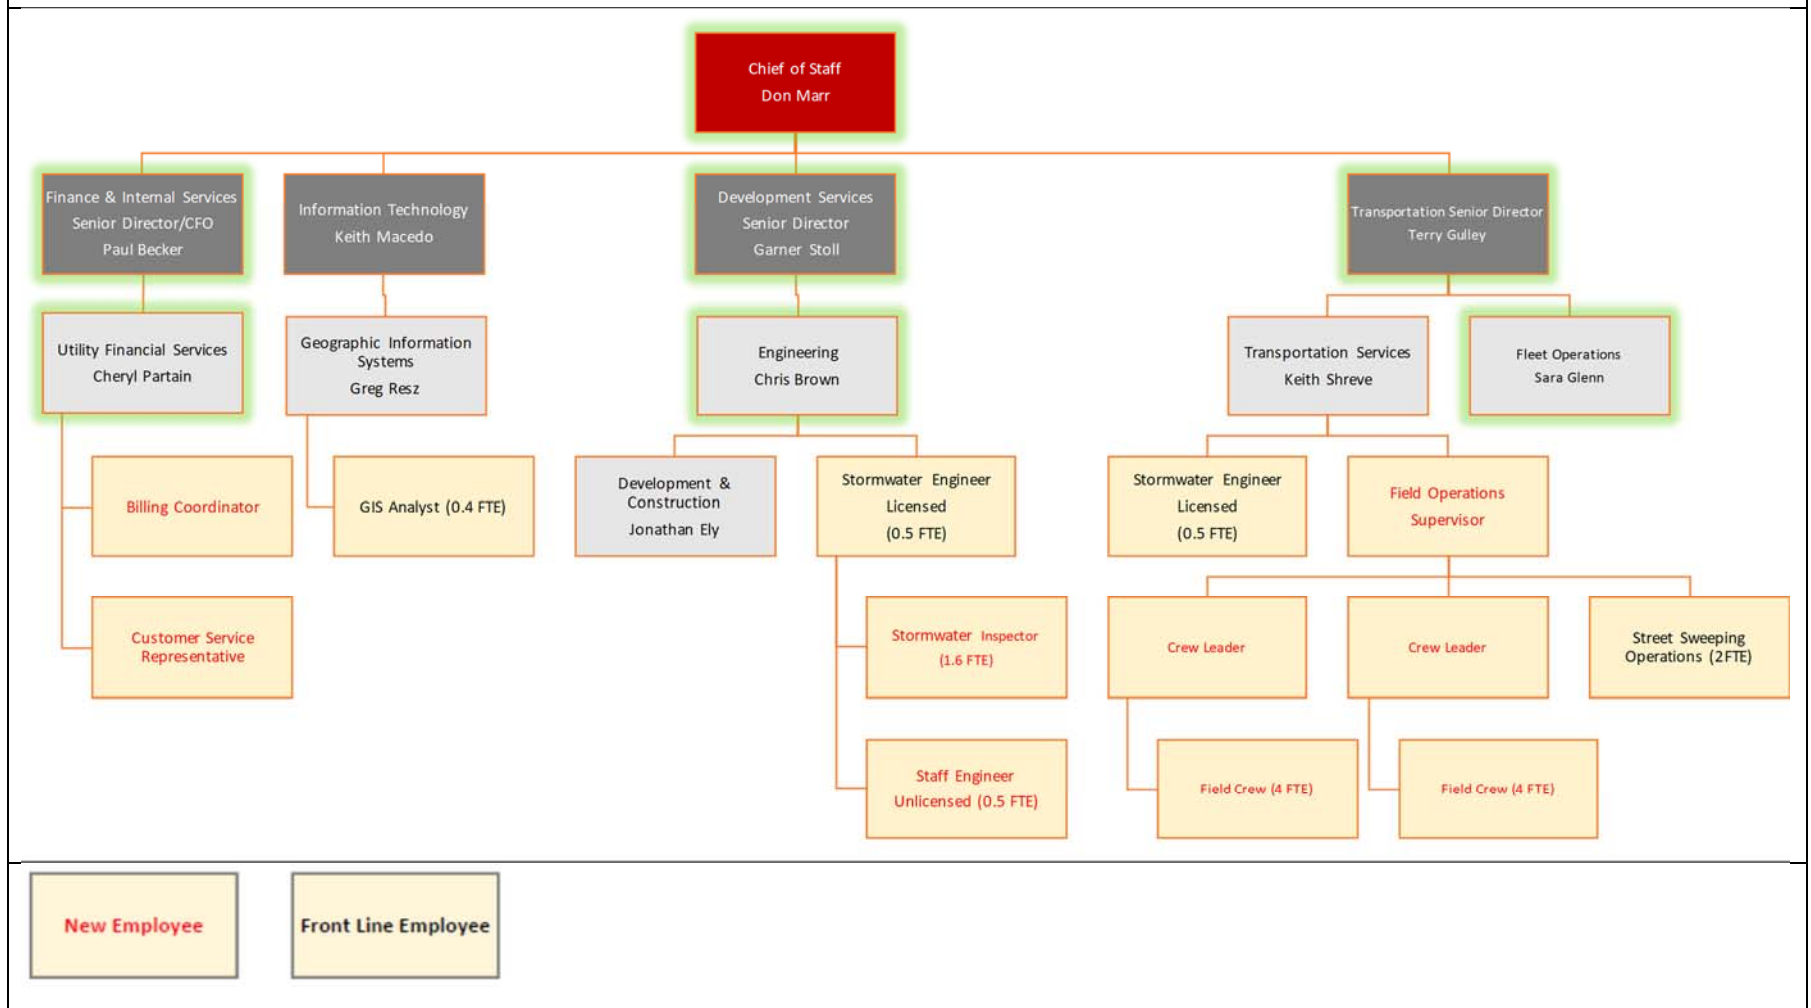 Chief of Staff
Don Marr
Finance & Internal Services
Senior Director/CFO
Paul Becker
Information Technology
Keith Macedo
Development Services
Senior Director
Garner Stoll
Transportation Senior Director
Terry Gulley
Utility Financial Services
Cheryl Partain
Geographic Information
Systems
Greg Resz
Engineering
Chris Brown
Transportation Services
Keith Shreve
Fleet Operations
Sara Glenn
Billing Coordinator
GIS Analyst (0.4 FTE)
Development &
Construction
Jonathan Ely
Stormwater Engineer
Licensed
(0.5 FTE)
Stormwater Engineer
Licensed
(0.5 FTE)
Field Operations
Supervisor
Customer Service
Representative
Stormwater Inspector
(1.6 FTE)
Crew Leader
Crew Leader
Street Sweeping
Operations (2FTE)
Staff Engineer
Unlicensed (0.5 FTE)
Field Crew (4 FTE)
Field Crew (4 FTE)
New Employee
Front Line Employee